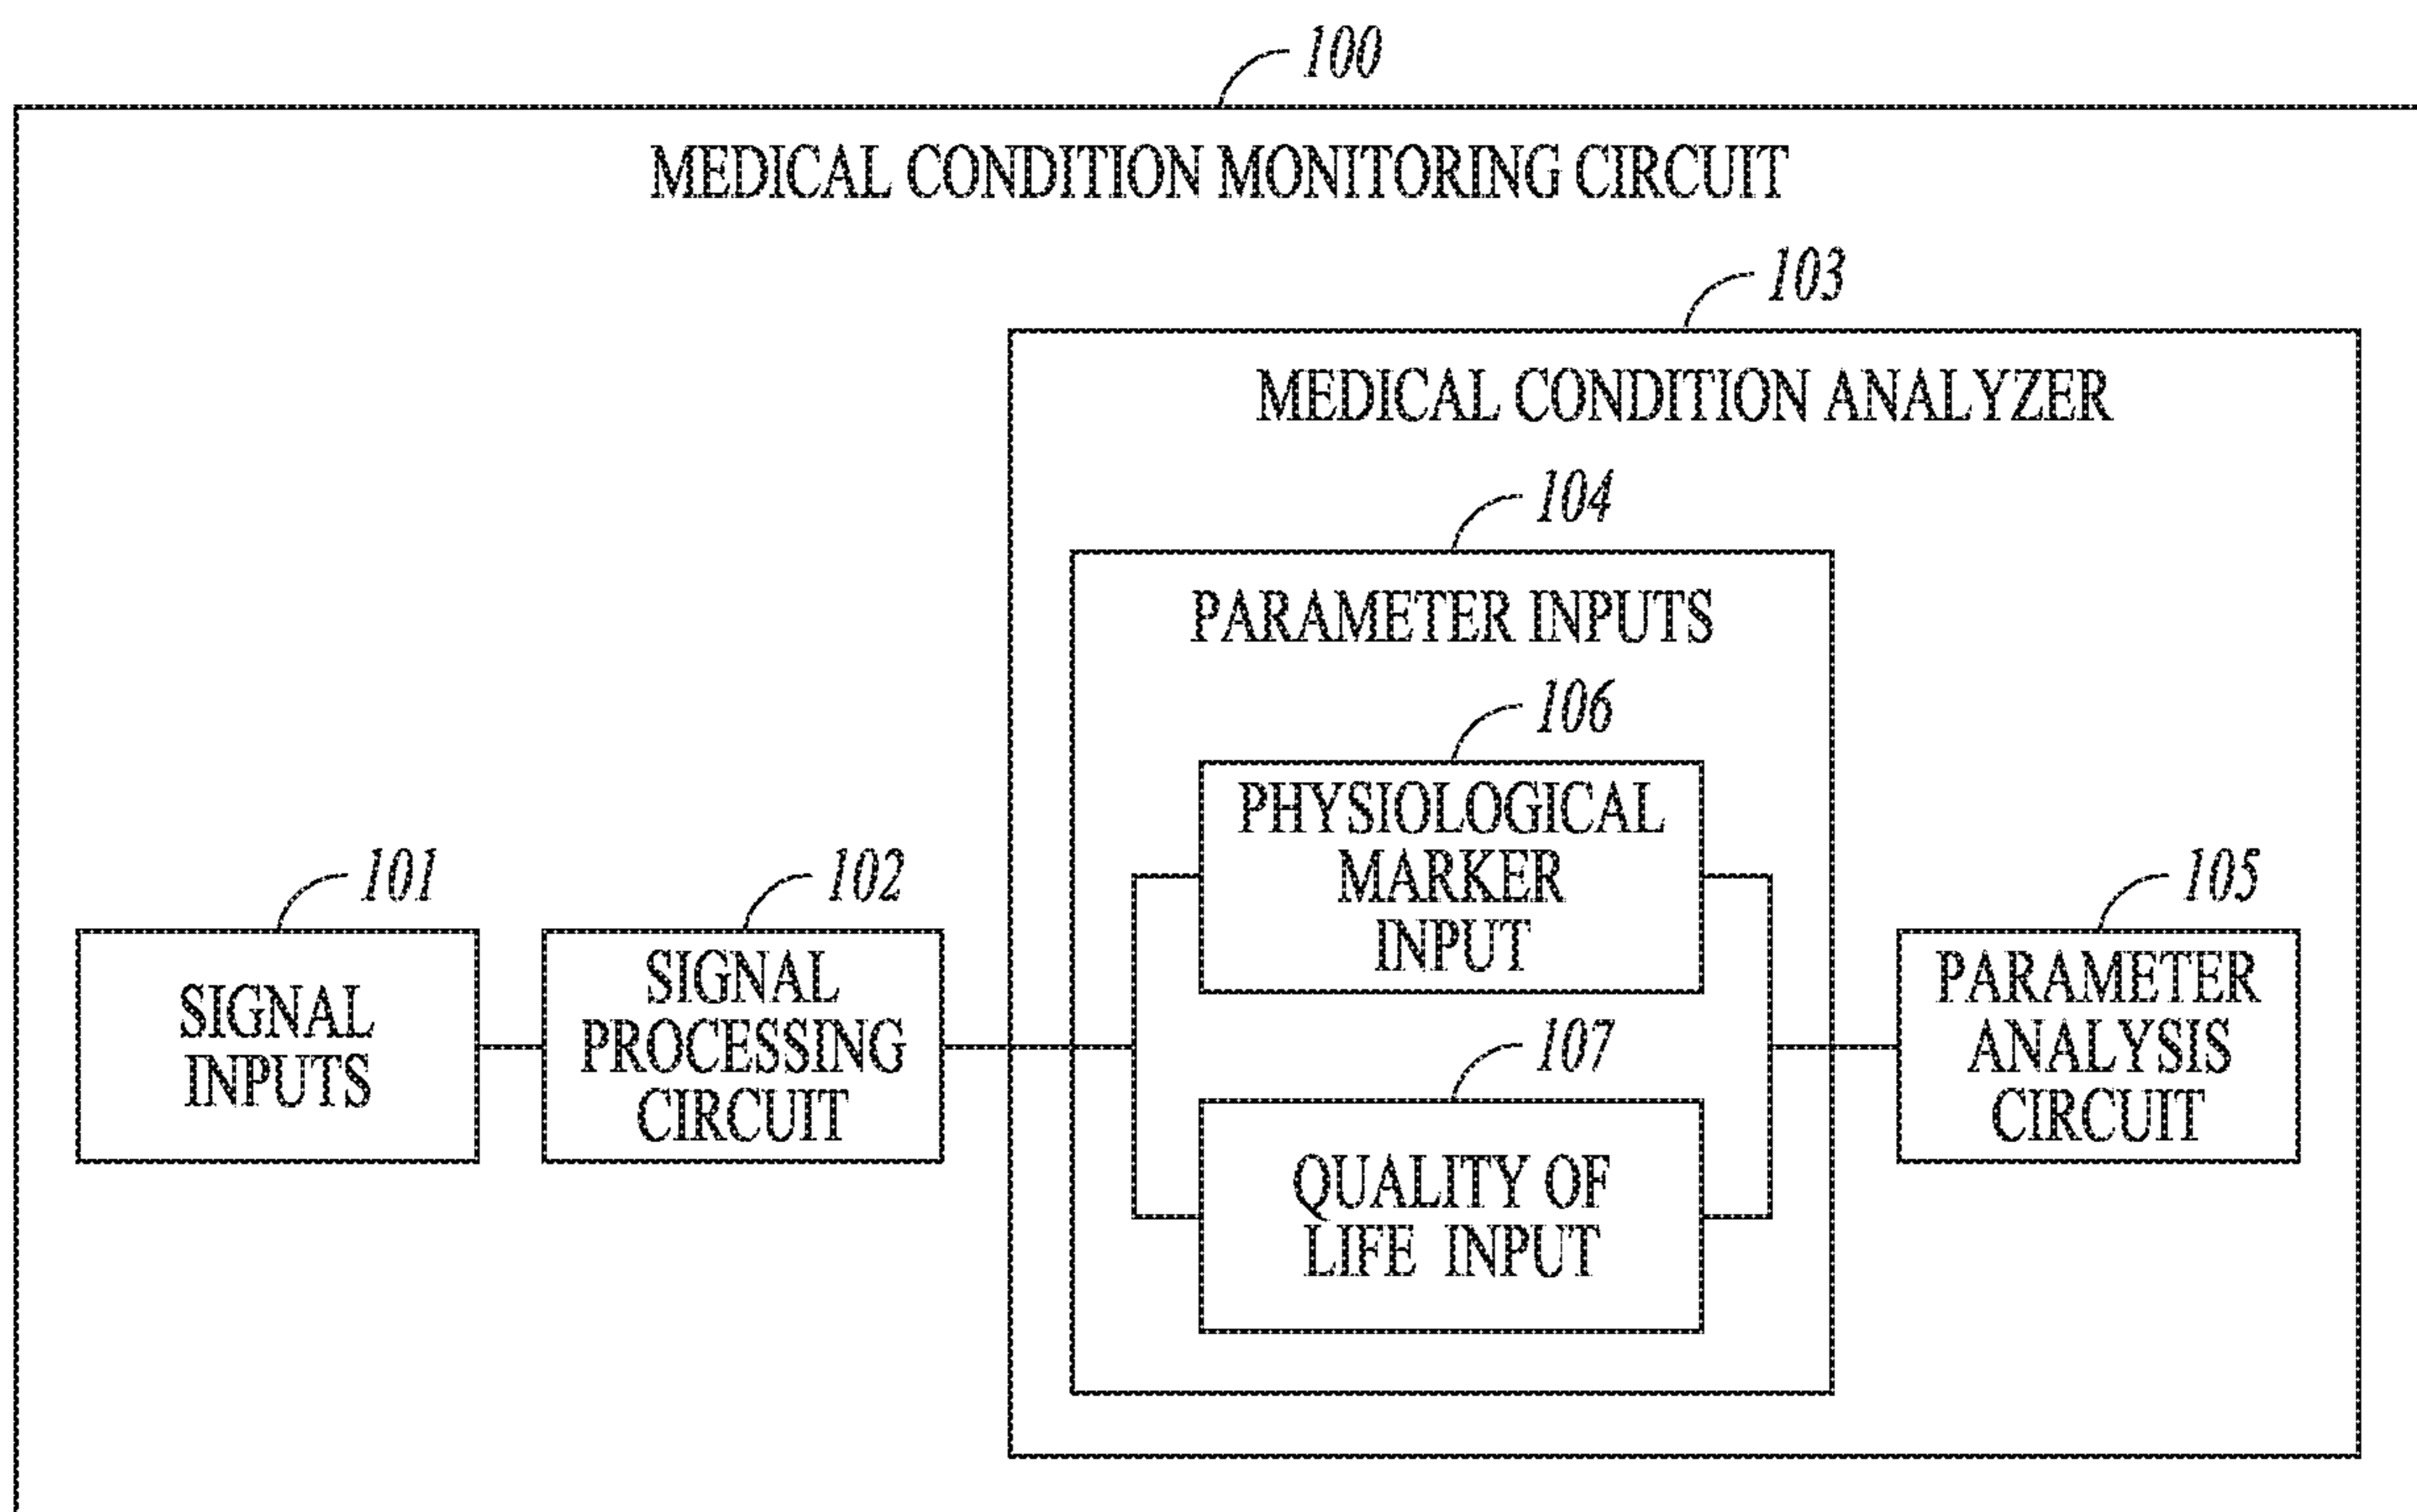 100
MEDICAL CONDITION MONITORING CIRCUIT
103
MEDICAL CONDITION ANALYZER
104
PARAMETER INPUTS
106
PHYSIOLOGICAL
MARKER
INPUT
101
SIGNAL
INPUTS
102
SIGNAL
PROCESSING
CIRCUIT
107
QUALITY OF
LIFE INPUT
105
PARAMETER
ANALYSIS
CIRCUIT